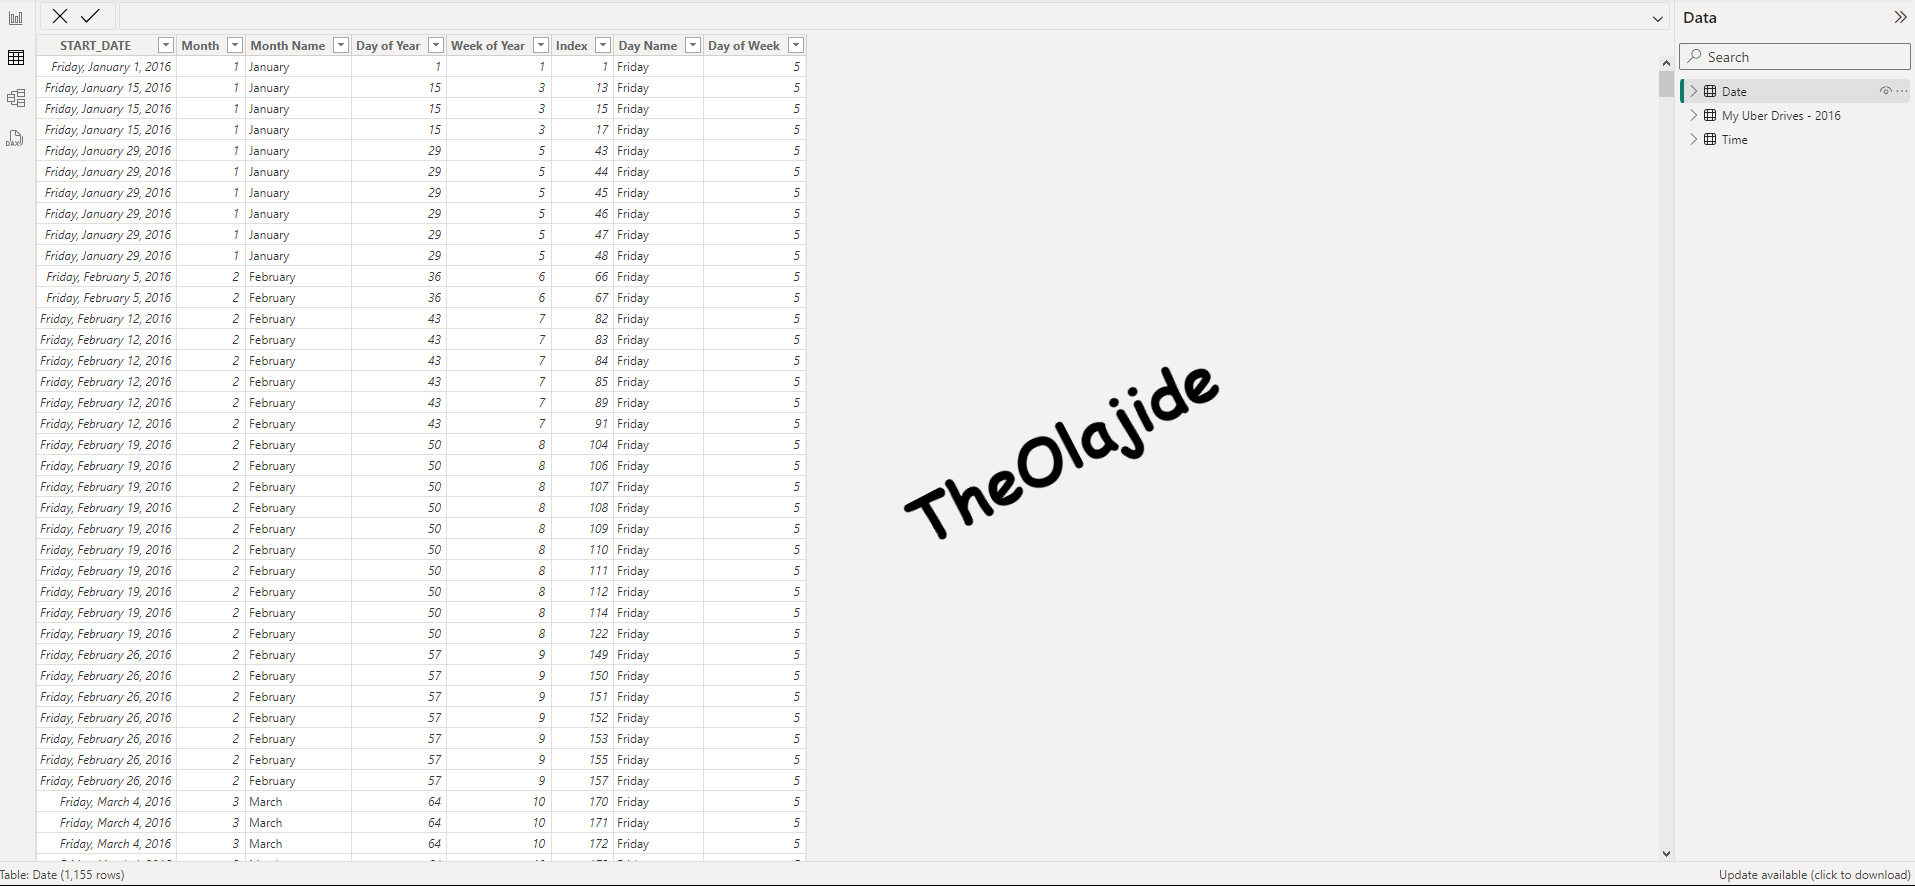 Data
START_DATE Month Month Name Day of Year Week of Year Index Day Name Day of Week
Search
Friday, January 1, 2016 1 January 1 1 1 Friday 5
Friday, January 15, 2016 1 January 15 3 13 Friday 5
Date
Friday, January 15, 2016 1 January 15 3 15 Friday 5
My Uber Drives - 2016
Friday, January 15, 2016 1 January 15 3 17 Friday 5
Time
Friday, January 29, 2016 1 January 29 5 43 Friday 5
Friday, January 29, 2016 1 January 29 5 44 Friday 5
Friday, January 29, 2016 1 January 29 5 45 Friday 5
Friday, January 29, 2016 1 January 29 5 46 Friday 5
Friday, January 29, 2016 1 January 29 5 47 Friday 5
Friday, January 29, 2016 1 January 29 5 48 Friday 5
Friday, February 5, 2016 2 February 36 6 66 Friday 5
Friday, February 5, 2016 2 February 36 6 67 Friday 5
Friday, February 12, 2016 2 February 43 7 82 Friday 5
Friday, February 12, 2016 2 February 43 7 83 Friday 5
Friday, February 12, 2016 2 February 43 7 84 Friday 5
Friday, February 12, 2016 2 February 43 7 85 Friday 5
Friday, February 12, 2016 2 February 43 7 89 Friday 5
Friday, February 12, 2016 2 February 43 7 91 Friday 5
Friday, February 19, 2016 2 February 50 8 104 Friday 5
Friday, February 19, 2016 2 February 50 8 106 Friday 5
Friday, February 19, 2016 2 February 50 8 107 Friday 5
Friday, February 19, 2016 2 February 50 8 108 Friday 5
Friday, February 19, 2016 2 February 50 8 109 Friday 5
Friday, February 19, 2016 2 February 50 8 110 Friday 5
Friday, February 19, 2016 2 February 50 8 111 Friday 5
Friday, February 19, 2016 2 February 50 8 112 Friday 5
Friday, February 19, 2016 2 February 50 8 114 Friday 5
Friday, February 19, 2016 2 February 50 8 122 Friday 5
Friday, February 26, 2016 2 February 57 9 149 Friday 5
Friday, February 26, 2016 2 February 57 9 150 Friday 5
Friday, February 26, 2016 2 February 57 9 151 Friday 5
Friday, February 26, 2016 2 February 57 9 152 Friday 5
Friday, February 26, 2016 2 February 57 9 153 Friday 5
Friday, February 26, 2016 2 February 57 9 155 Friday 5
Friday, February 26, 2016 2 February 57 9 157 Friday 5
Friday, March 4, 2016 3 March 64 10 170 Friday 5
Friday, March 4, 2016 3 March 64 10 171 Friday 5
Friday, March 4, 2016 3 March 64 10 172 Friday 5
TheOlajide
DAX
Table: Date (1,155 rows)
Update available (click to download)